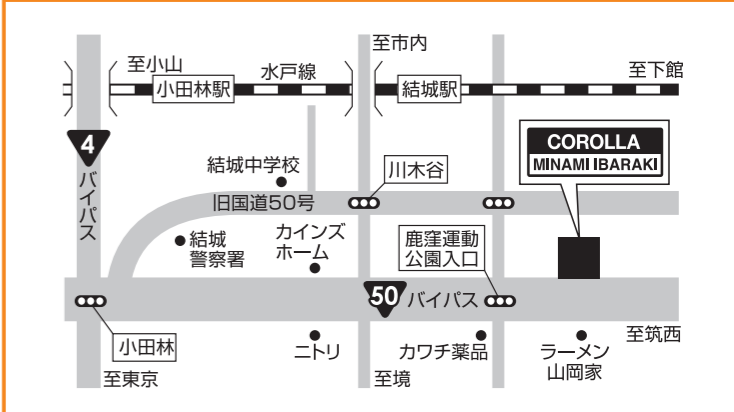 至市内
至小山
水戸線
至下館
小田林駅
結城駅
4
バイパス
COROLLA
MINAMI IBARAKI
結城中学校
川木谷
旧国道50号
結城
警察署
カインズ
ホーム
鹿窪運動
公園入口
50
バイパス
小田林
ニトリ
カワチ薬品
ラーメン
山岡家
至筑西
至東京
至境